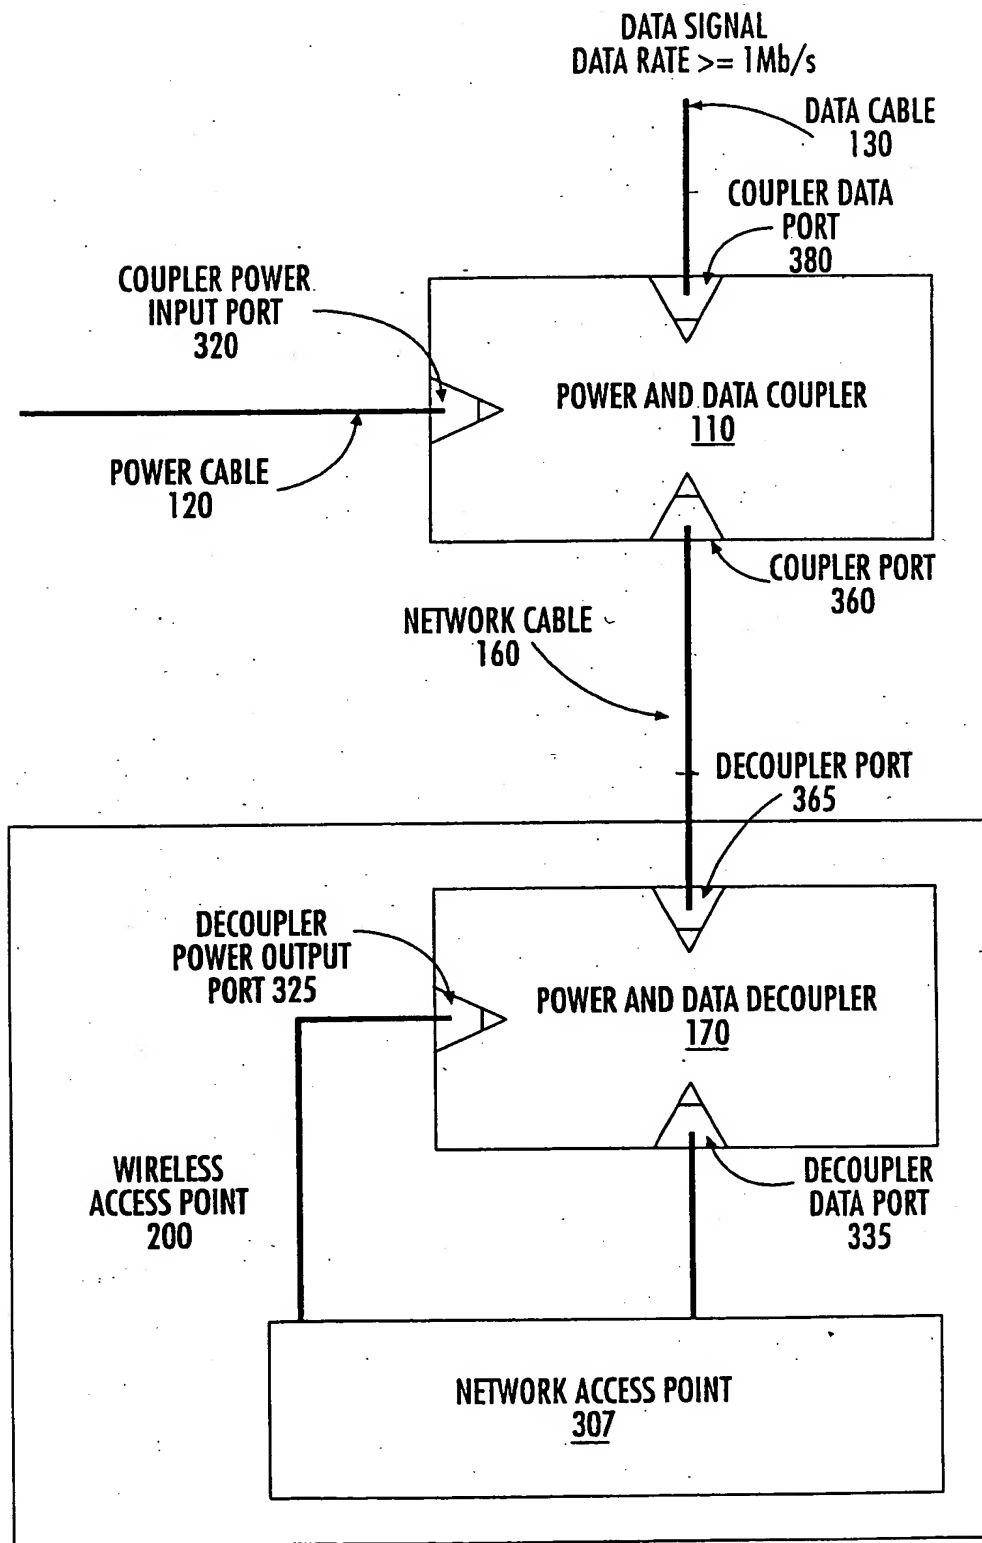 DATA SIGNAL
DATA RATE >= 1Mb/s
DATA CABLE
130
COUPLER DATA
PORT
380
COUPLER POWER
INPUT PORT
320
POWER AND DATA COUPLER
110
POWER CABLE
120
COUPLER PORT
360
NETWORK CABLE
160
DECOUPLER PORT
365
DECOUPLER
POWER OUTPUT
PORT 325
POWER AND DATA DECOUPLER
170
WIRELESS
ACCESS POINT
200
DECOUPLER
DATA PORT
335
NETWORK ACCESS POINT
307